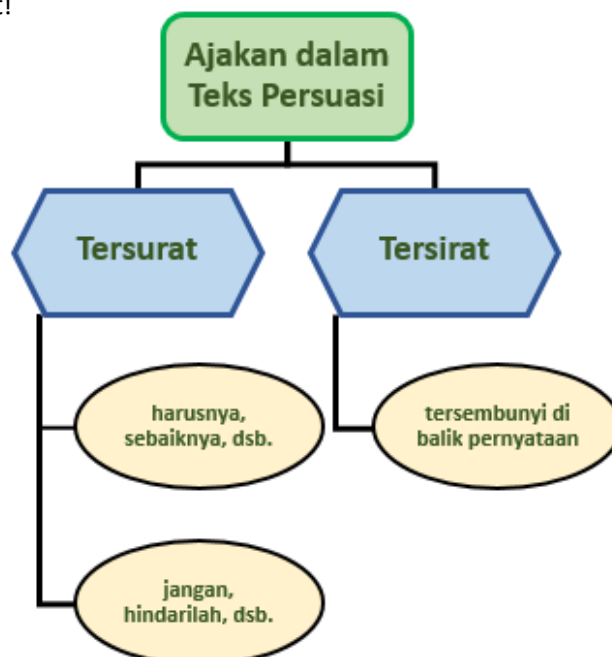 Ajakan dalam
Teks Persuasi
Tersurat
Tersirat
harusnya,
sebaiknya, dsb.
tersembunyi di
balik pernyataan
jangan,
hindarilah, dsb.